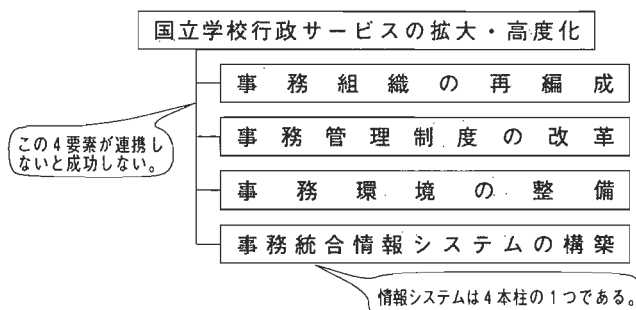 国立学校行政サービスの拡大・高度化
事務組織の再編成
この4要素が連携し
ないと成功しない。
事務管理制度の改革
事務環境の整備
事務統合情報システムの構築
情報システムは4本柱の1つである。